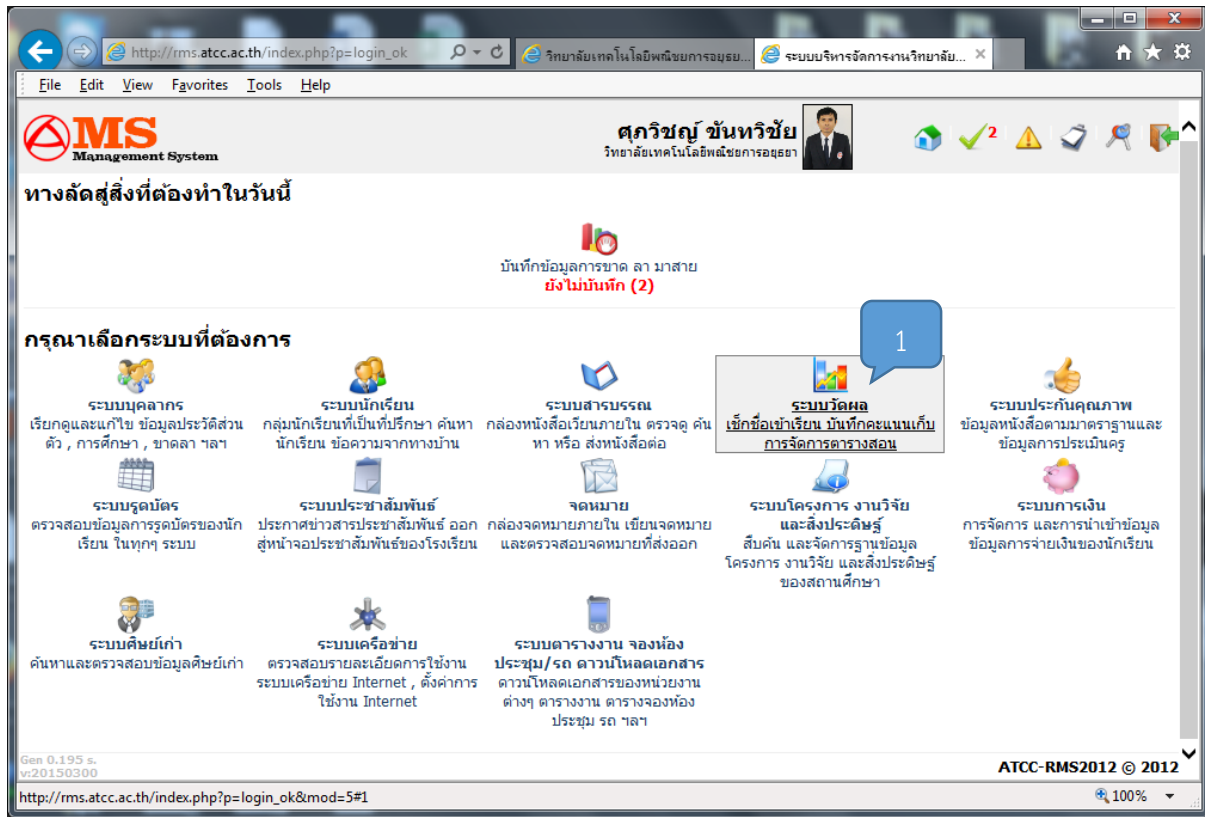 http://rms.atcc.ac.th/index.php?p=login_ok
วิทยาลัยเทคโนโลยีพณิชยการอยุธย...
ระบบบริหารจัดการงานวิทยาลัย...
File Edit View Favorites Tools Help
MS
Management System
ศุภวิชญ์ ขันทวิชัย
วิทยาลัยเทคโนโลยีพณิชยการอยุธยา
2
ทางลัดสู่สิ่งที่ต้องทำในวันนี้
บันทึกข้อมูลการขาด ลา มาสาย
ยังไม่บันทึก (2)
กรุณาเลือกระบบที่ต้องการ
1
ระบบบุคลากร
เรียกดูและแก้ไข ข้อมูลประวัติส่วน
ตัว , การศึกษา , ขาดลา ฯลฯ
ระบบนักเรียน
กลุ่มนักเรียนที่เป็นที่ปรึกษา ค้นหา
นักเรียน ข้อความจากทางบ้าน
ระบบสารบรรณ
กล่องหนังสือเวียนภายใน ตรวจดู ค้น
หา หรือ ส่งหนังสือต่อ
ระบบวัดผล
เช็กชื่อเข้าเรียน บันทึกคะแนนเก็บ
การจัดการตารางสอน
ระบบประกันคุณภาพ
ข้อมูลหนังสือตามมาตราฐานและ
ข้อมูลการประเมินครู
ระบบรูดบัตร
ตรวจสอบข้อมูลการรูดบัตรของนัก
เรียน ในทุกๆ ระบบ
ระบบประชาสัมพันธ์
ประกาศข่าวสารประชาสัมพันธ์ ออก
สู่หน้าจอประชาสัมพันธ์ของโรงเรียน
จดหมาย
กล่องจดหมายภายใน เขียนจดหมาย
และตรวจสอบจดหมายที่ส่งออก
ระบบโครงการ งานวิจัย
และสิ่งประดิษฐ์
สืบค้น และจัดการฐานข้อมูล
โครงการ งานวิจัย และสิ่งประดิษฐ์
ของสถานศึกษา
ระบบการเงิน
การจัดการ และการนำเข้าข้อมูล
ข้อมูลการจ่ายเงินของนักเรียน
ระบบศิษย์เก่า
ค้นหาและตรวจสอบข้อมูลศิษย์เก่า
ระบบเครือข่าย
ตรวจสอบรายละเอียดการใช้งาน
ระบบเครือข่าย Internet , ตั้งค่าการ
ใช้งาน Internet
ระบบตารางงาน จองห้อง
ประชุม/รถ ดาวน์โหลดเอกสาร
ดาวน์โหลดเอกสารของหน่วยงาน
ต่างๆ ตารางงาน ตารางจองห้อง
ประชุม รถ ฯลฯ
Gen 0.195 s.
v:20150300
ATCC-RMS2012 © 2012
http://rms.atcc.ac.th/index.php?p=login_ok&mod=5#1
100%